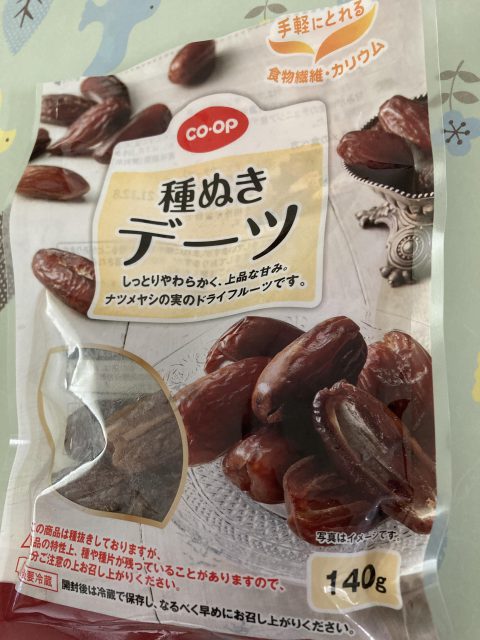 手軽にとれる
食物繊維・カリウム
CO·OP
種ぬき
デーツ
しっとりやわらかく、上品な甘み。
ナツメヤシの実のドライフルーツです。
この商品は種抜きしておりますが、
品の特性上、種や種片が残っていることがありますので、
分ご注意の上お召し上がりください。
要冷蔵
開封後は冷蔵で保存し、なるべく早めにお召し上がりください。
写真はイメージです。
140g